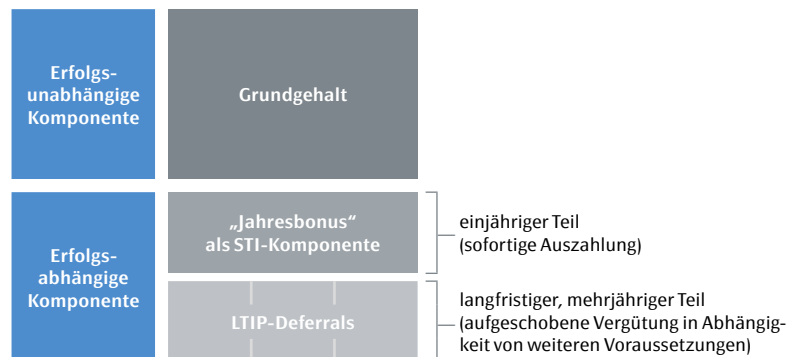 Erfolgs-
unabhängige
Komponente
Grundgehalt
Erfolgs-
abhängige
Komponente
„Jahresbonus“
als STI-Komponente
einjähriger Teil
(sofortige Auszahlung)
LTIP-Deferrals
langfristiger, mehrjähriger Teil
(aufgeschobene Vergütung in Abhängig-
keit von weiteren Voraussetzungen)